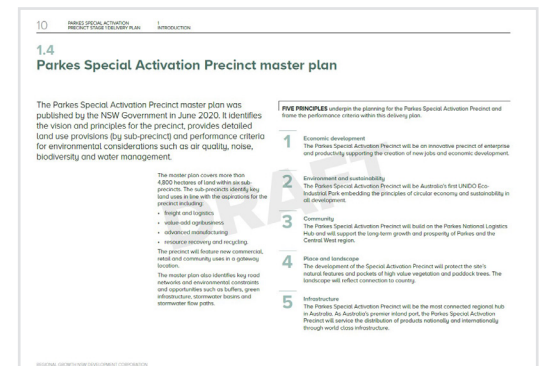 10
PARKES SPECIAL ACTIVATION
PRECINCT STAGE 1 DELIVERY PLAN
1
INTRODUCTION
1.4
Parkes Special Activation Precinct master plan
The Parkes Special Activation Precinct master plan was
published by the NSW Government in June 2020. It identifies
the vision and principles for the precinct, provides detailed
land use provisions (by sub-precinct) and performance criteria
for environmental considerations such as air quality, noise,
biodiversity and water management.
The master plan covers more than
4,800 hectares of land within six sub-
precincts. The sub-precincts identify key
land uses in line with the aspirations for the
precinct including:
• freight and logistics
• value-add agribusiness
• advanced manufacturing
• resource recovery and recycling.
The precinct will feature new commercial,
retail and community uses in a gateway
location.
The master plan also identifies key road
networks and environmental constraints
and opportunities such as buffers, green
infrastructure, stormwater basins and
stormwater flow paths.
FIVE PRINCIPLES underpin the planning for the Parkes Special Activation Precinct and
frame the performance criteria within this delivery plan.
1
Economic development
The Parkes Special Activation Precinct will be an innovative precinct of enterprise
and productivity supporting the creation of new jobs and economic development.
2
Environment and sustainability
The Parkes Special Activation Precinct will be Australia's first UNIDO Eco-
Industrial Park embedding the principles of circular economy and sustainability in
all development.
3
Community
The Parkes Special Activation Precinct will build on the Parkes National Logistics
Hub and will support the long-term growth and prosperity of Parkes and the
Central West region.
4
Place and landscape
The development of the Special Activation Precinct will protect the site's
natural features and pockets of high value vegetation and paddock trees. The
landscape will reflect connection to country.
5
Infrastructure
The Parkes Special Activation Precinct will be the most connected regional hub
in Australia. As Australia's premier inland port, the Parkes Special Activation
Precinct will service the distribution of products nationally and internationally
through world class infrastructure.
DRAFT
REGIONAL GROWTH NSW DEVELOPMENT CORPORATION